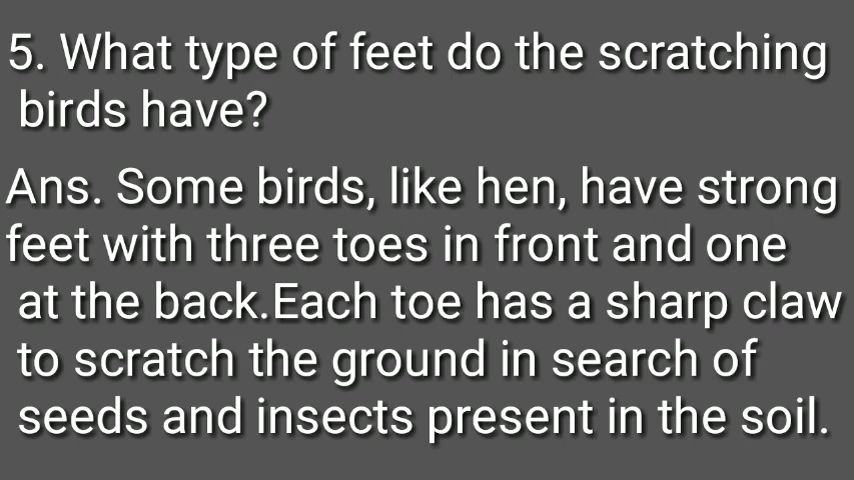 5. What type of feet do the scratching
birds have?
Ans. Some birds, like hen, have strong
feet with three toes in front and one
at the back.Each toe has a sharp claw
to scratch the ground in search of
seeds and insects present in the soil.